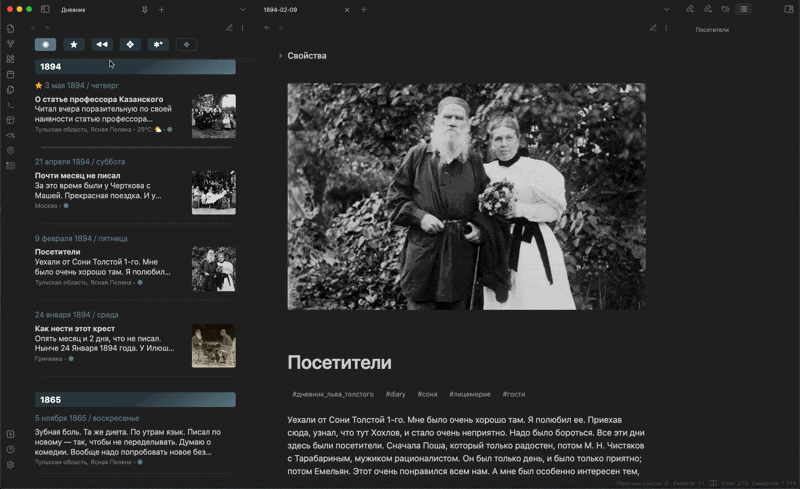 Дневник
1894-02-09
Посетители
1894
3 мая 1894 / четверг
О статье профессора Казанского
Читал вчера поразительную по своей
наивности статью профессора...
Тульская область, Ясная Поляна • 25°C
21 апреля 1894 / суббота
Почти месяц не писал
За это время были у Черткова с
Машей. Прекрасная поездка. И у...
Москва •
9 февраля 1894 / пятница
Посетители
Уехали от Сони Толстой 1-го. Мне
было очень хорошо там. Я полюбил...
Тульская область, Ясная Поляна •
24 января 1894 / среда
Как нести этот крест
Опять месяц и 2 дня, что не писал.
Нынче 24 Января 1894 года. У Илюш...
Гриневка •
1865
5 ноября 1865 / воскресенье
Зубная боль. Та же диета. По утрам язык. Писал по
новому — так, чтобы не переделывать. Думаю о
комедии. Вообще надо попробовать новое без...
Тульская область, Ясная Поляна •
Свойства
Посетители
#дневник_льва_толстого #diary #соня #лицемерие #гости
Уехали от Сони Толстой 1-го. Мне было очень хорошо там. Я полюбил ее. Приехав
сюда, узнал, что тут Хохлов, и стало очень неприятно. Надо было бороться. Все эти дни
здесь были посетители. Сначала Поша, который только радостен, потом М. Н. Чистяков
с Тарабариным, мужиком рационалистом. Он был только день, и было только приятно;
потом Емельян. Этот очень понравился всем нам. А мне был особенно интересен тем,